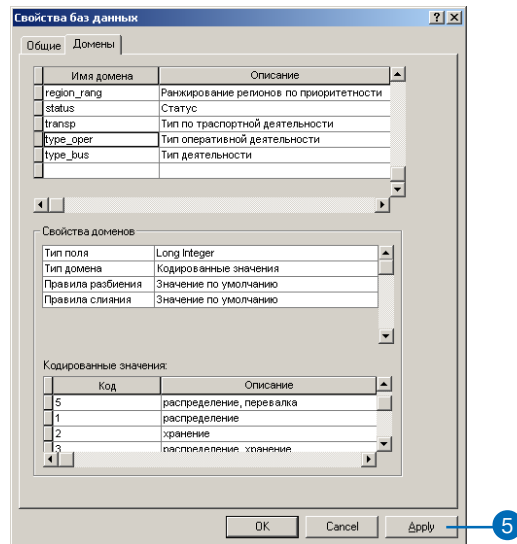 Свойства баз данных
Общие Домены
Имя домена Описание
region_rang Ранжирование регионов по приоритетности
status Статус
transp Тип по траспортной деятельности
type_oper Тип оперативной деятельности
type_bus Тип деятельности
Свойства доменов
Тип поля Long Integer
Тип домена Кодированные значения
Правила разбиения Значение по умолчанию
Правила слияния Значение по умолчанию
Кодированные значения:
Код Описание
5 распределение, перевалка
1 распределение
2 хранение
3 распределение, хранение
OK Cancel Apply 5